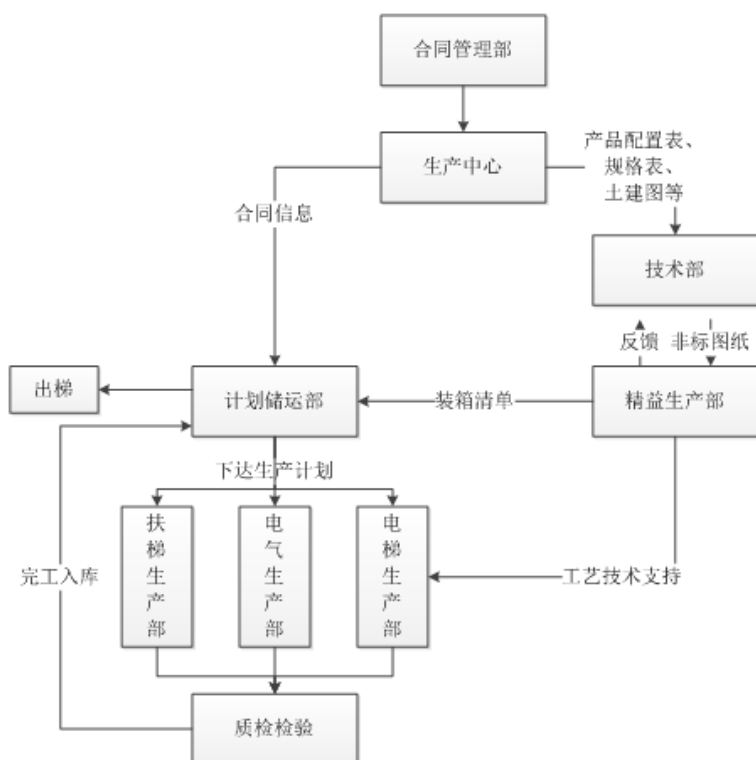 合同管理部
生产中心
产品配置表、
规格表、
土建图等
合同信息
技术部
反馈
非标图纸
出梯
计划储运部
装箱清单
精益生产部
下达生产计划
扶梯生产部
电气生产部
电梯生产部
完工入库
工艺技术支持
质检检验